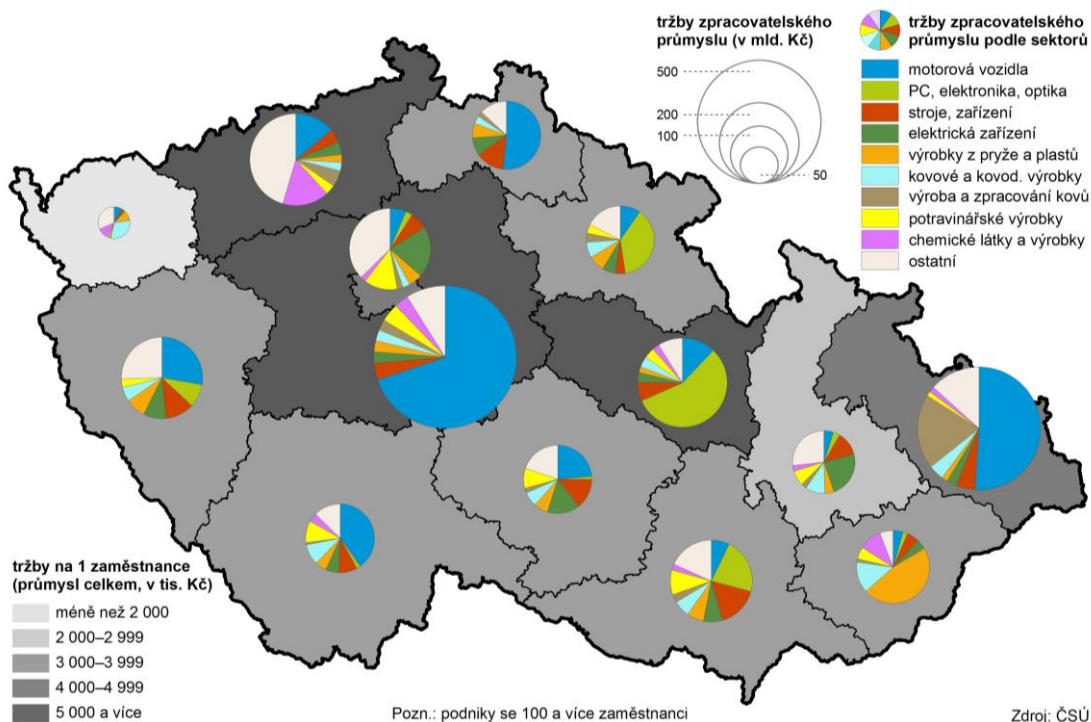 tržby zpracovatelského
průmyslu (v mld. Kč)
500
200
100
50
tržby zpracovatelského
průmyslu podle sektorů
motorová vozidla
PC, elektronika, optika
stroje, zařízení
elektrická zařízení
výrobky z pryže a plastů
kovové a kovod. výrobky
výroba a zpracování kovů
potravinářské výrobky
chemické látky a výrobky
ostatní
tržby na 1 zaměstnance
(průmysl celkem, v tis. Kč)
méně než 2 000
2 000–2 999
3 000–3 999
4 000–4 999
5 000 a více
Pozn.: podniky se 100 a více zaměstnanci
Zdroj: ČSÚ